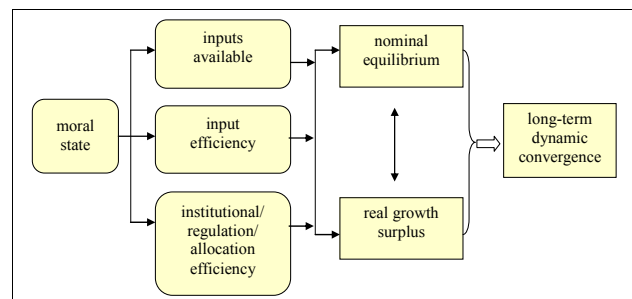 moral
state
inputs
available
input
efficiency
institutional/
regulation/
allocation
efficiency
nominal
equilibrium
real growth
surplus
long-term
dynamic
convergence